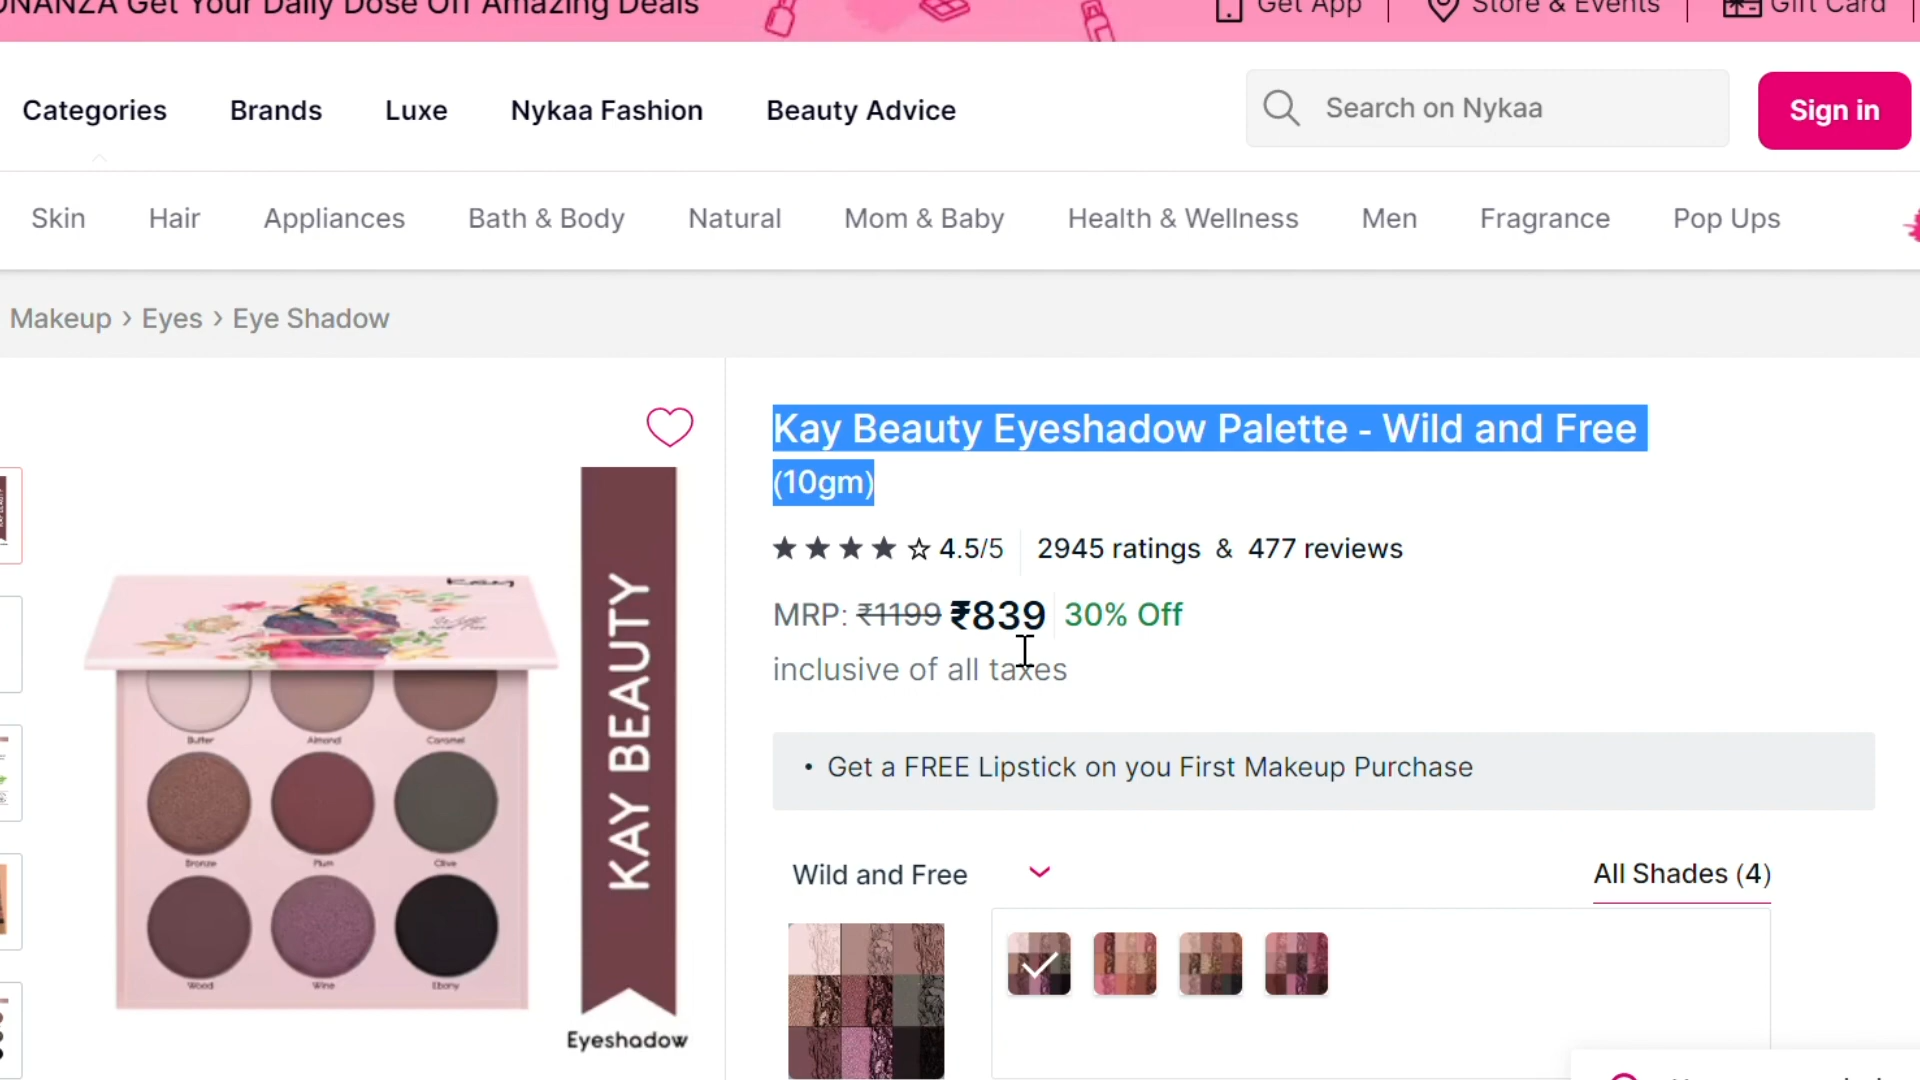 Get Your Daily Dose Off Amazing Deals
Get App
Store & Events
Gift Card
Categories
Brands
Luxe
Nykaa Fashion
Beauty Advice
Search on Nykaa
Sign in
Skin
Hair
Appliances
Bath & Body
Natural
Mom & Baby
Health & Wellness
Men
Fragrance
Pop Ups
Makeup › Eyes › Eye Shadow
Kay Beauty Eyeshadow Palette - Wild and Free
(10gm)
4.5/5
2945 ratings & 477 reviews
MRP: ₹1199 ₹839 30% Off
inclusive of all taxes
• Get a FREE Lipstick on you First Makeup Purchase
Wild and Free
All Shades (4)
Kay
Butter
Almond
Caramel
Bronze
Plum
Olive
Wood
Wine
Ebony
KAY BEAUTY
Eyeshadow